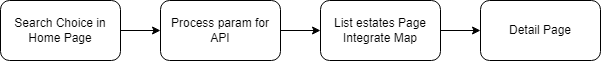 Search Choice in
Home Page
Process param for
API
List estates Page
Integrate Map
Detail Page